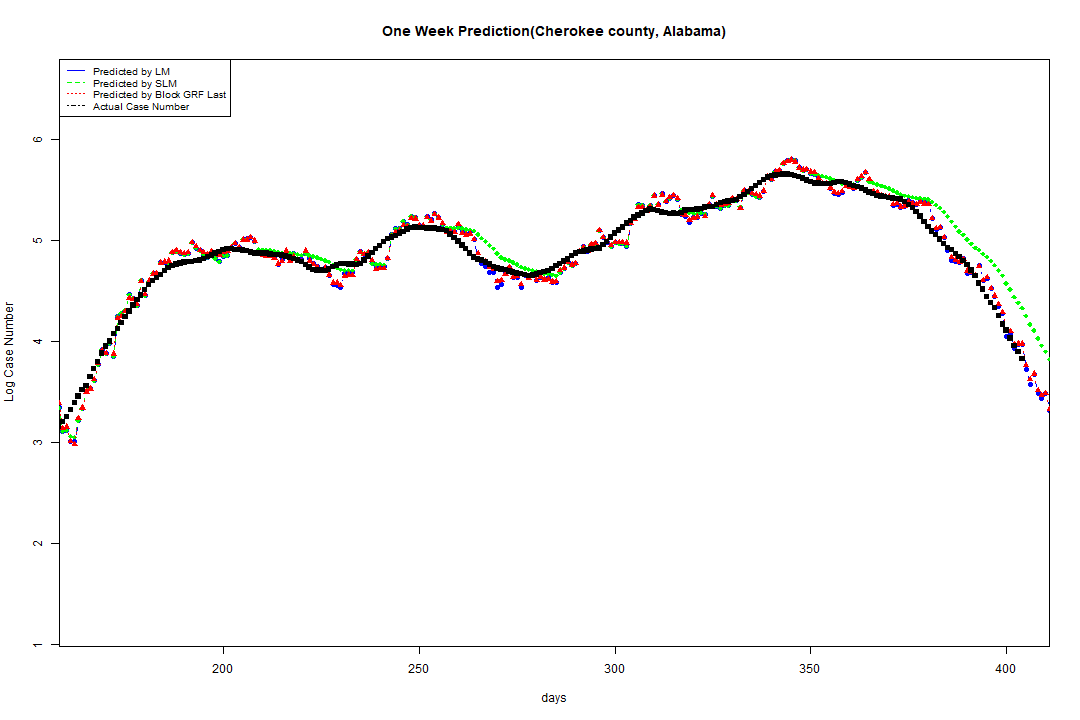 One Week Prediction(Cherokee county, Alabama)
Predicted by LM
Predicted by SLM
Predicted by Block GRF Last
Actual Case Number
6
5
4
3
2
1
Log Case Number
200 250 300 350 400
days